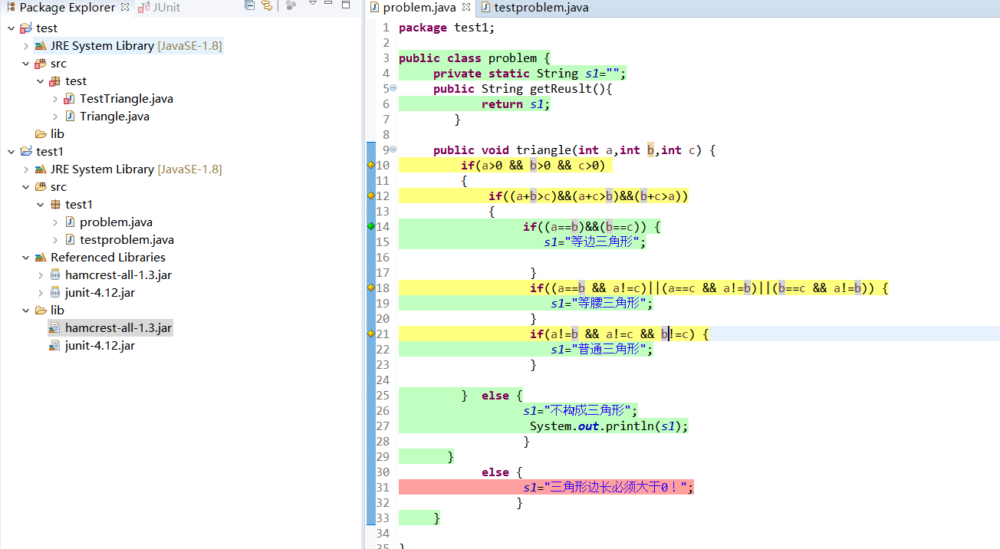 Package Explorer JUnit
test
JRE System Library [JavaSE-1.8]
src
test
TestTriangle.java
Triangle.java
lib
test1
JRE System Library [JavaSE-1.8]
src
test1
problem.java
testproblem.java
Referenced Libraries
hamcrest-all-1.3.jar
junit-4.12.jar
lib
hamcrest-all-1.3.jar
junit-4.12.jar
problem.java testproblem.java
1 package test1;
2
3 public class problem {
4 private static String s1="";
5 public String getReuslt(){
6 return s1;
7 }
8
9 public void triangle(int a,int b,int c) {
10 if(a>0 && b>0 && c>0)
11 {
12 if((a+b>c)&&(a+c>b)&&(b+c>a))
13 {
14 if((a==b)&&(b==c)) {
15 s1="等边三角形";
16
17 }
18 if((a==b && a!=c)||(a==c && a!=b)||(b==c && a!=b)) {
19 s1="等腰三角形";
20 }
21 if(a!=b && a!=c && b!=c) {
22 s1="普通三角形";
23 }
24
25 } else {
26 s1="不构成三角形";
27 System.out.println(s1);
28 }
29 }
30 else {
31 s1="三角形边长必须大于0！";
32 }
33 }
34
35 }